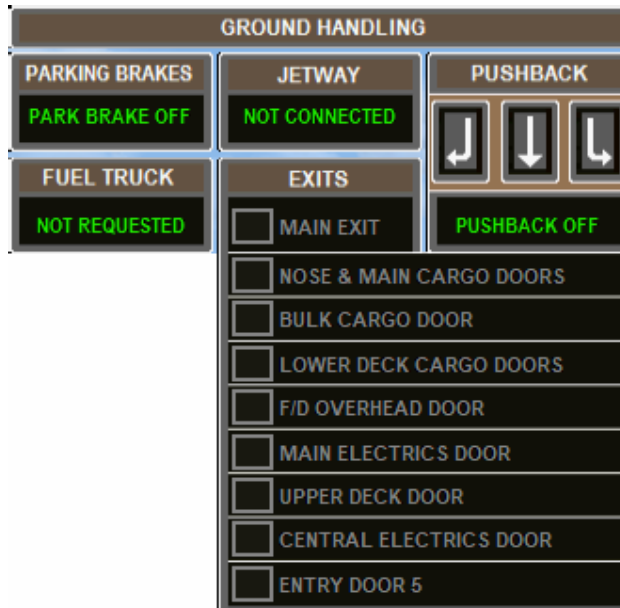 GROUND HANDLING
PARKING BRAKES
PARK BRAKE OFF
JETWAY
NOT CONNECTED
PUSHBACK
PUSHBACK OFF
FUEL TRUCK
NOT REQUESTED
EXITS
MAIN EXIT
NOSE & MAIN CARGO DOORS
BULK CARGO DOOR
LOWER DECK CARGO DOORS
F/D OVERHEAD DOOR
MAIN ELECTRICS DOOR
UPPER DECK DOOR
CENTRAL ELECTRICS DOOR
ENTRY DOOR 5